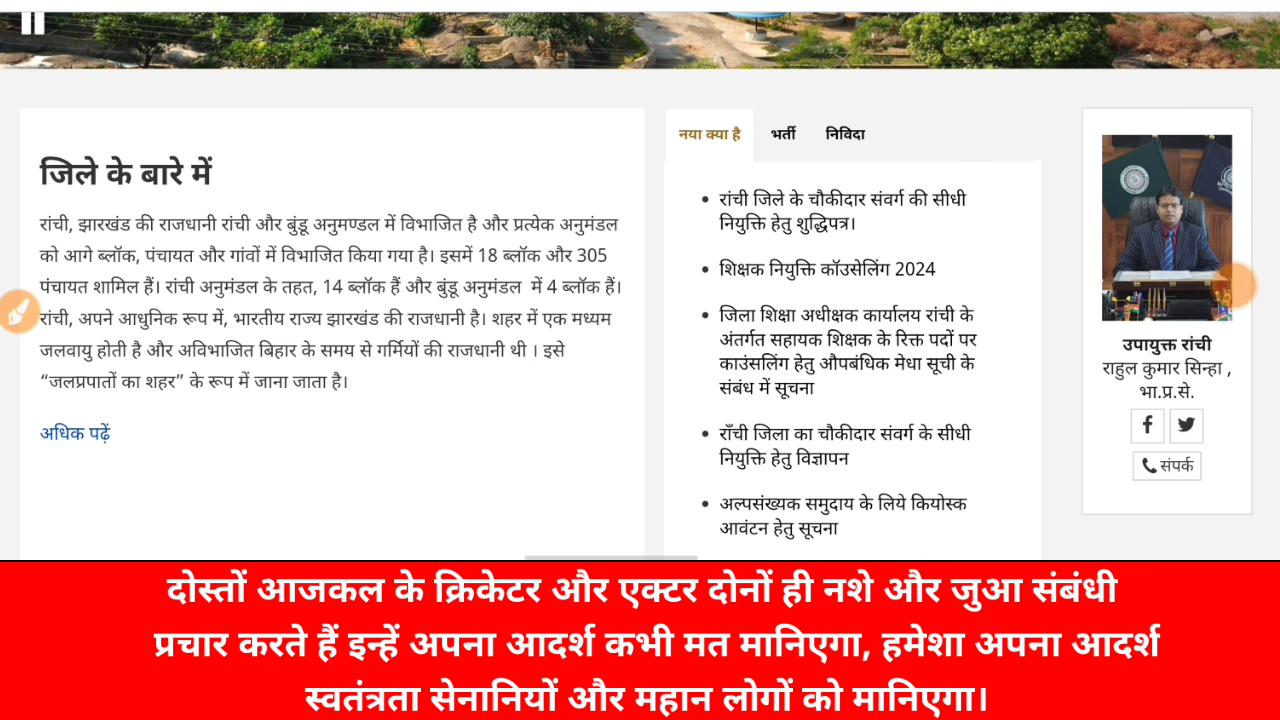 जिले के बारे में
रांची, झारखंड की राजधानी रांची और बुंडू अनुमण्डल में विभाजित है और प्रत्येक अनुमंडल
को आगे ब्लॉक, पंचायत और गांवों में विभाजित किया गया है। इसमें 18 ब्लॉक और 305
पंचायत शामिल हैं। रांची अनुमंडल के तहत, 14 ब्लॉक हैं और बुंडू अनुमंडल में 4 ब्लॉक हैं।
रांची, अपने आधुनिक रूप में, भारतीय राज्य झारखंड की राजधानी है। शहर में एक मध्यम
जलवायु होती है और अविभाजित बिहार के समय से गर्मियों की राजधानी थी । इसे
“जलप्रपातों का शहर” के रूप में जाना जाता है।
अधिक पढ़ें
नया क्या है भर्ती निविदा
रांची जिले के चौकीदार संवर्ग की सीधी
नियुक्ति हेतु शुद्धिपत्र।
शिक्षक नियुक्ति कॉउसेलिंग 2024
जिला शिक्षा अधीक्षक कार्यालय रांची के
अंतर्गत सहायक शिक्षक के रिक्त पदों पर
काउंसलिंग हेतु औपबंधिक मेधा सूची के
संबंध में सूचना
राँची जिला का चौकीदार संवर्ग के सीधी
नियुक्ति हेतु विज्ञापन
अल्पसंख्यक समुदाय के लिये कियोस्क
आवंटन हेतु सूचना
उपायुक्त रांची
राहुल कुमार सिन्हा ,
भा.प्र.से.
संपर्क
दोस्तों आजकल के क्रिकेटर और एक्टर दोनों ही नशे और जुआ संबंधी
प्रचार करते हैं इन्हें अपना आदर्श कभी मत मानिएगा, हमेशा अपना आदर्श
स्वतंत्रता सेनानियों और महान लोगों को मानिएगा।